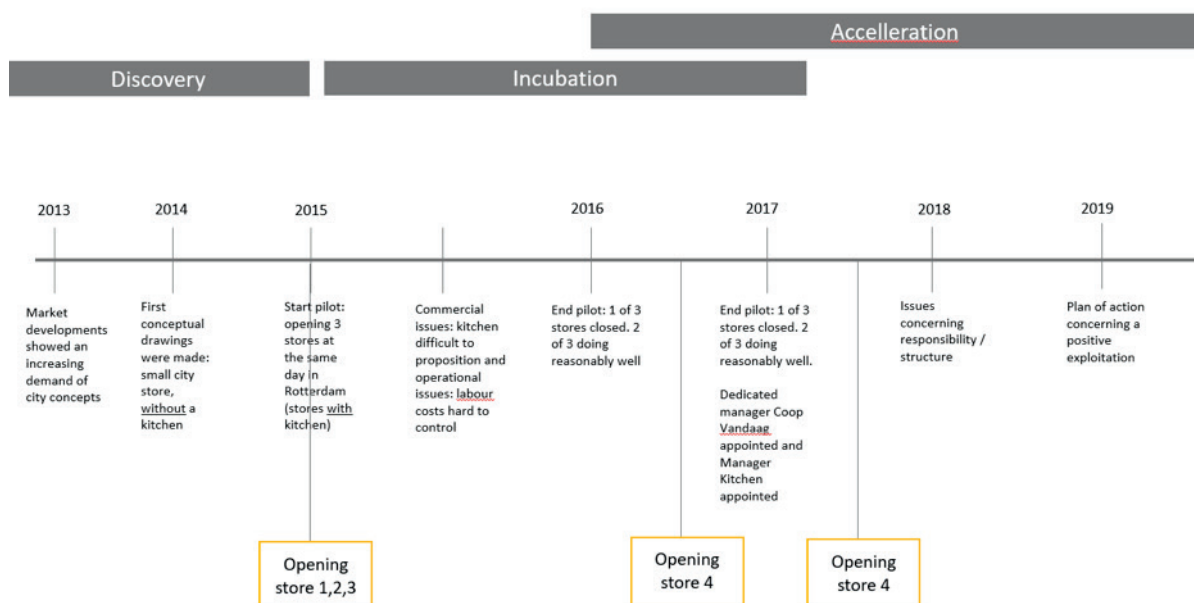 Accelleration
Discovery
Incubation
2013
2014
2015
2016
2017
2018
2019
Market
developments
showed an
increasing
demand of
city concepts
First
conceptual
drawings
were made:
small city
store,
without a
kitchen
Start pilot:
opening 3
stores at
the same
day in
Rotterdam
(stores with
kitchen)
Commercial
issues: kitchen
difficult to
proposition and
operational
issues: labour
costs hard to
control
End pilot: 1 of 3
stores closed. 2
of 3 doing
reasonably well
End pilot: 1 of 3
stores closed. 2
of 3 doing
reasonably well.
Dedicated
manager Coop
Vandaag
appointed and
Manager
Kitchen
appointed
Issues
concerning
responsibility /
structure
Plan of action
concerning a
positive
exploitation
Opening
store 1,2,3
Opening
store 4
Opening
store 4